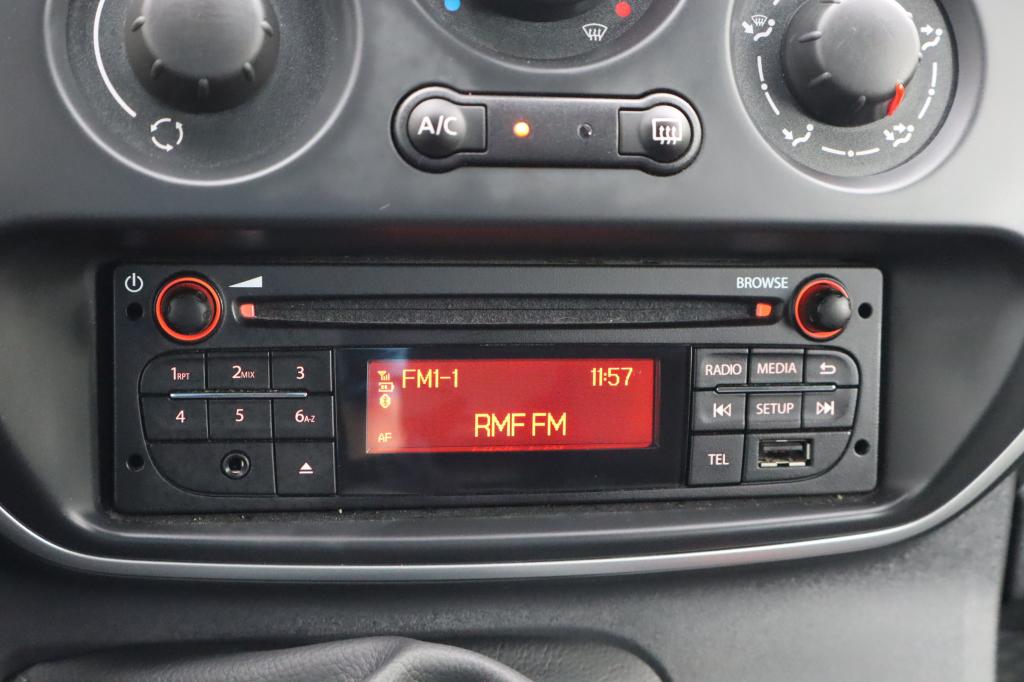 A/C
BROWSE
1RPT 2MIX 3
4 5 6A-Z
FM1-1 11:57
RMF FM
AF
RADIO MEDIA
SETUP
TEL